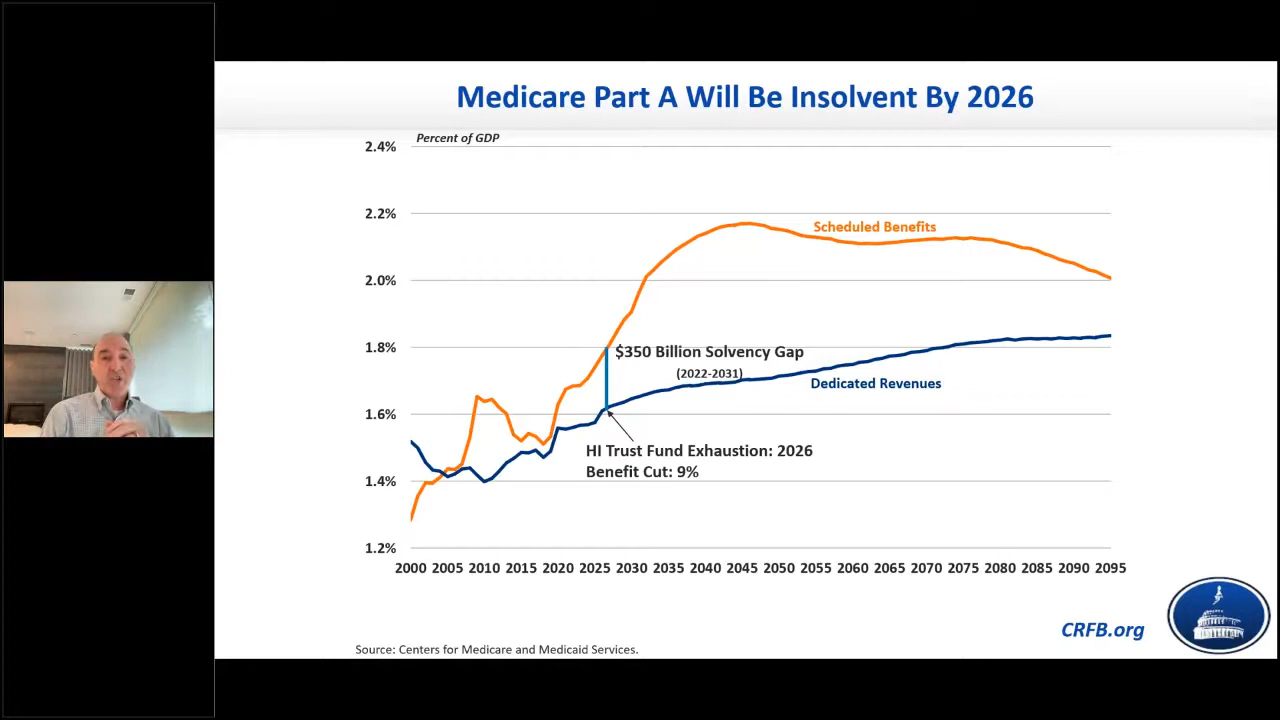 Medicare Part A Will Be Insolvent By 2026
Percent of GDP
2.4%
2.2%
2.0%
1.8%
1.6%
1.4%
1.2%
Scheduled Benefits
$350 Billion Solvency Gap
(2022-2031)
Dedicated Revenues
HI Trust Fund Exhaustion: 2026
Benefit Cut: 9%
2000 2005 2010 2015 2020 2025 2030 2035 2040 2045 2050 2055 2060 2065 2070 2075 2080 2085 2090 2095
CRFB.org
Source: Centers for Medicare and Medicaid Services.